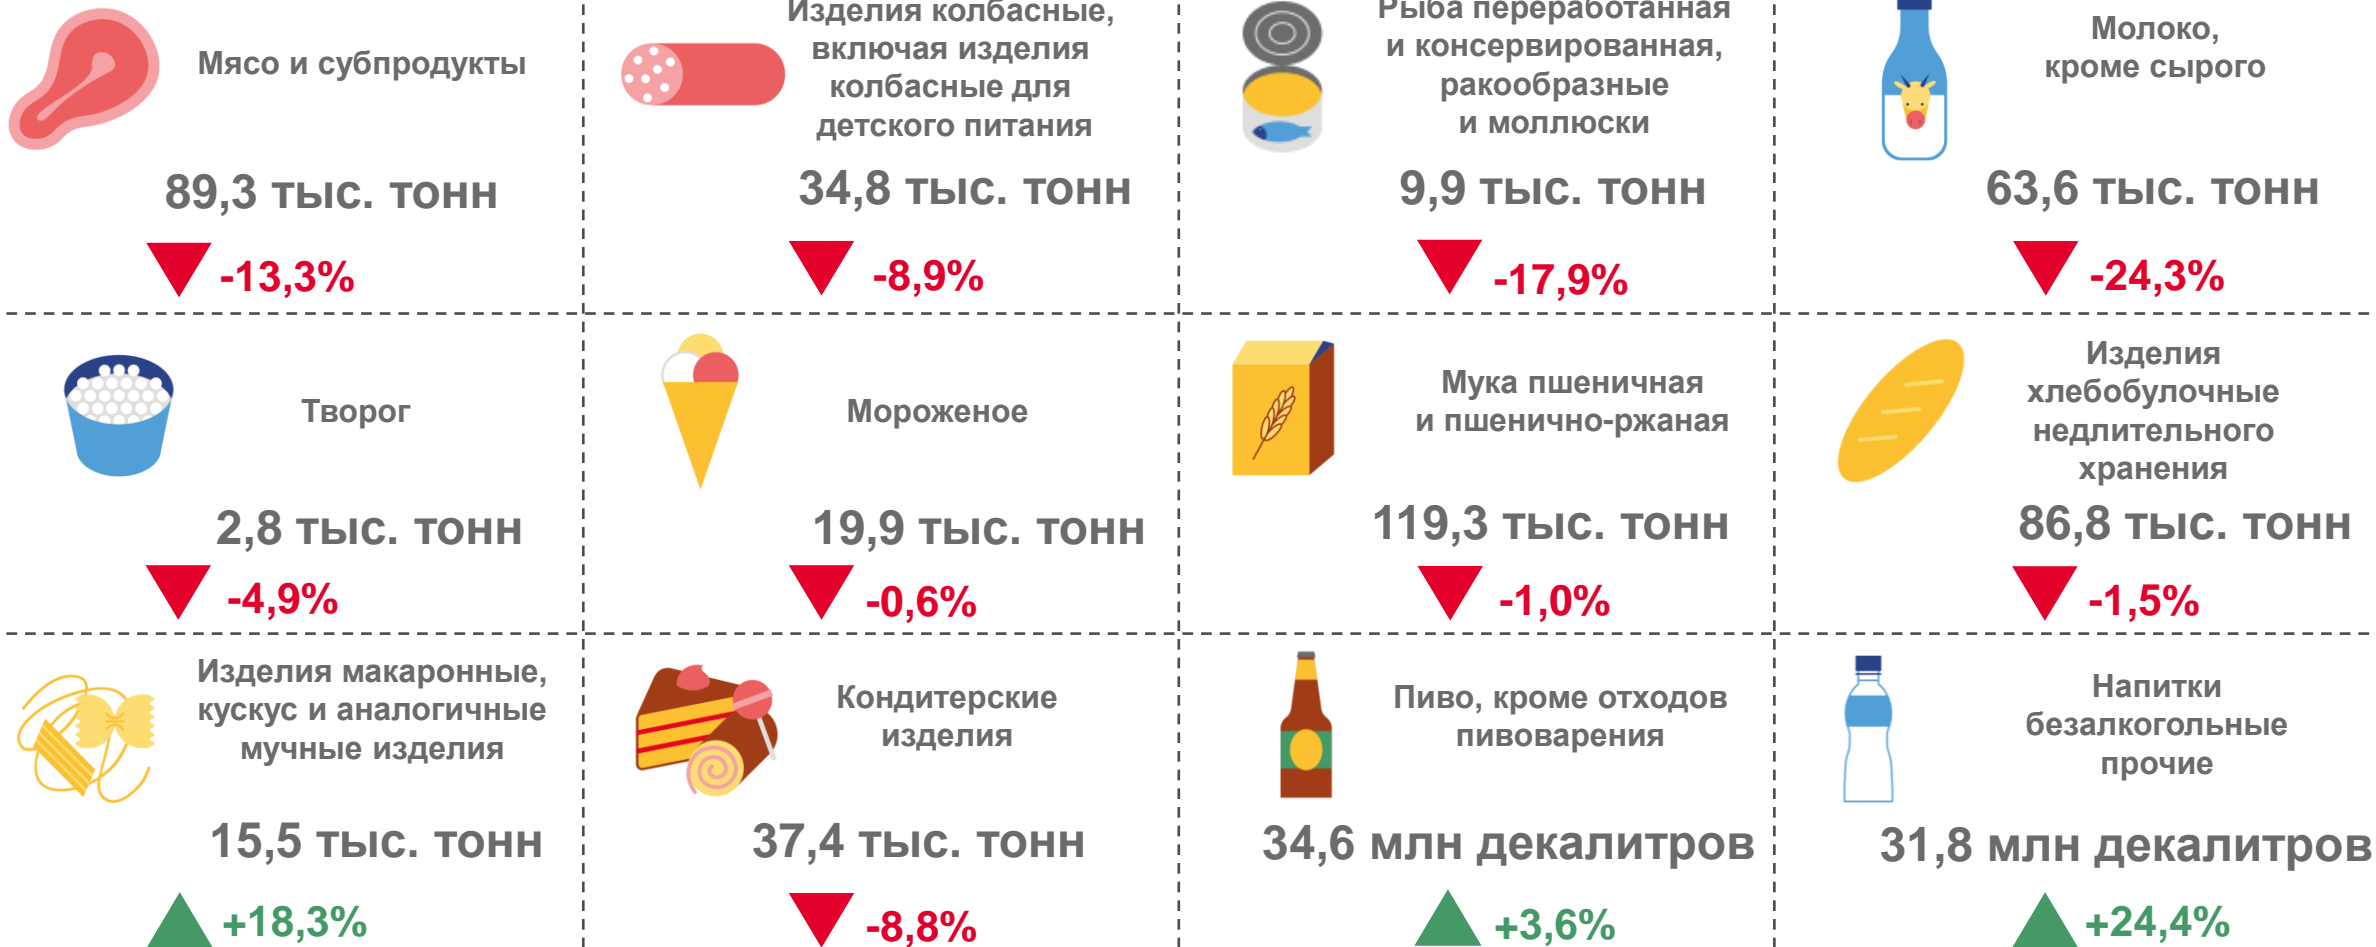 Мясо и субпродукты
89,3 тыс. тонн
-13,3%
Изделия колбасные,
включая изделия
колбасные для
детского питания
34,8 тыс. тонн
-8,9%
Рыба переработанная
и консервированная,
ракообразные
и моллюски
9,9 тыс. тонн
-17,9%
Молоко,
кроме сырого
63,6 тыс. тонн
-24,3%
Творог
2,8 тыс. тонн
-4,9%
Мороженое
19,9 тыс. тонн
-0,6%
Мука пшеничная
и пшенично-ржаная
119,3 тыс. тонн
-1,0%
Изделия
хлебобулочные
недлительного
хранения
86,8 тыс. тонн
-1,5%
Изделия макаронные,
кускус и аналогичные
мучные изделия
15,5 тыс. тонн
+18,3%
Кондитерские
изделия
37,4 тыс. тонн
-8,8%
Пиво, кроме отходов
пивоварения
34,6 млн декалитров
+3,6%
Напитки
безалкогольные
прочие
31,8 млн декалитров
+24,4%